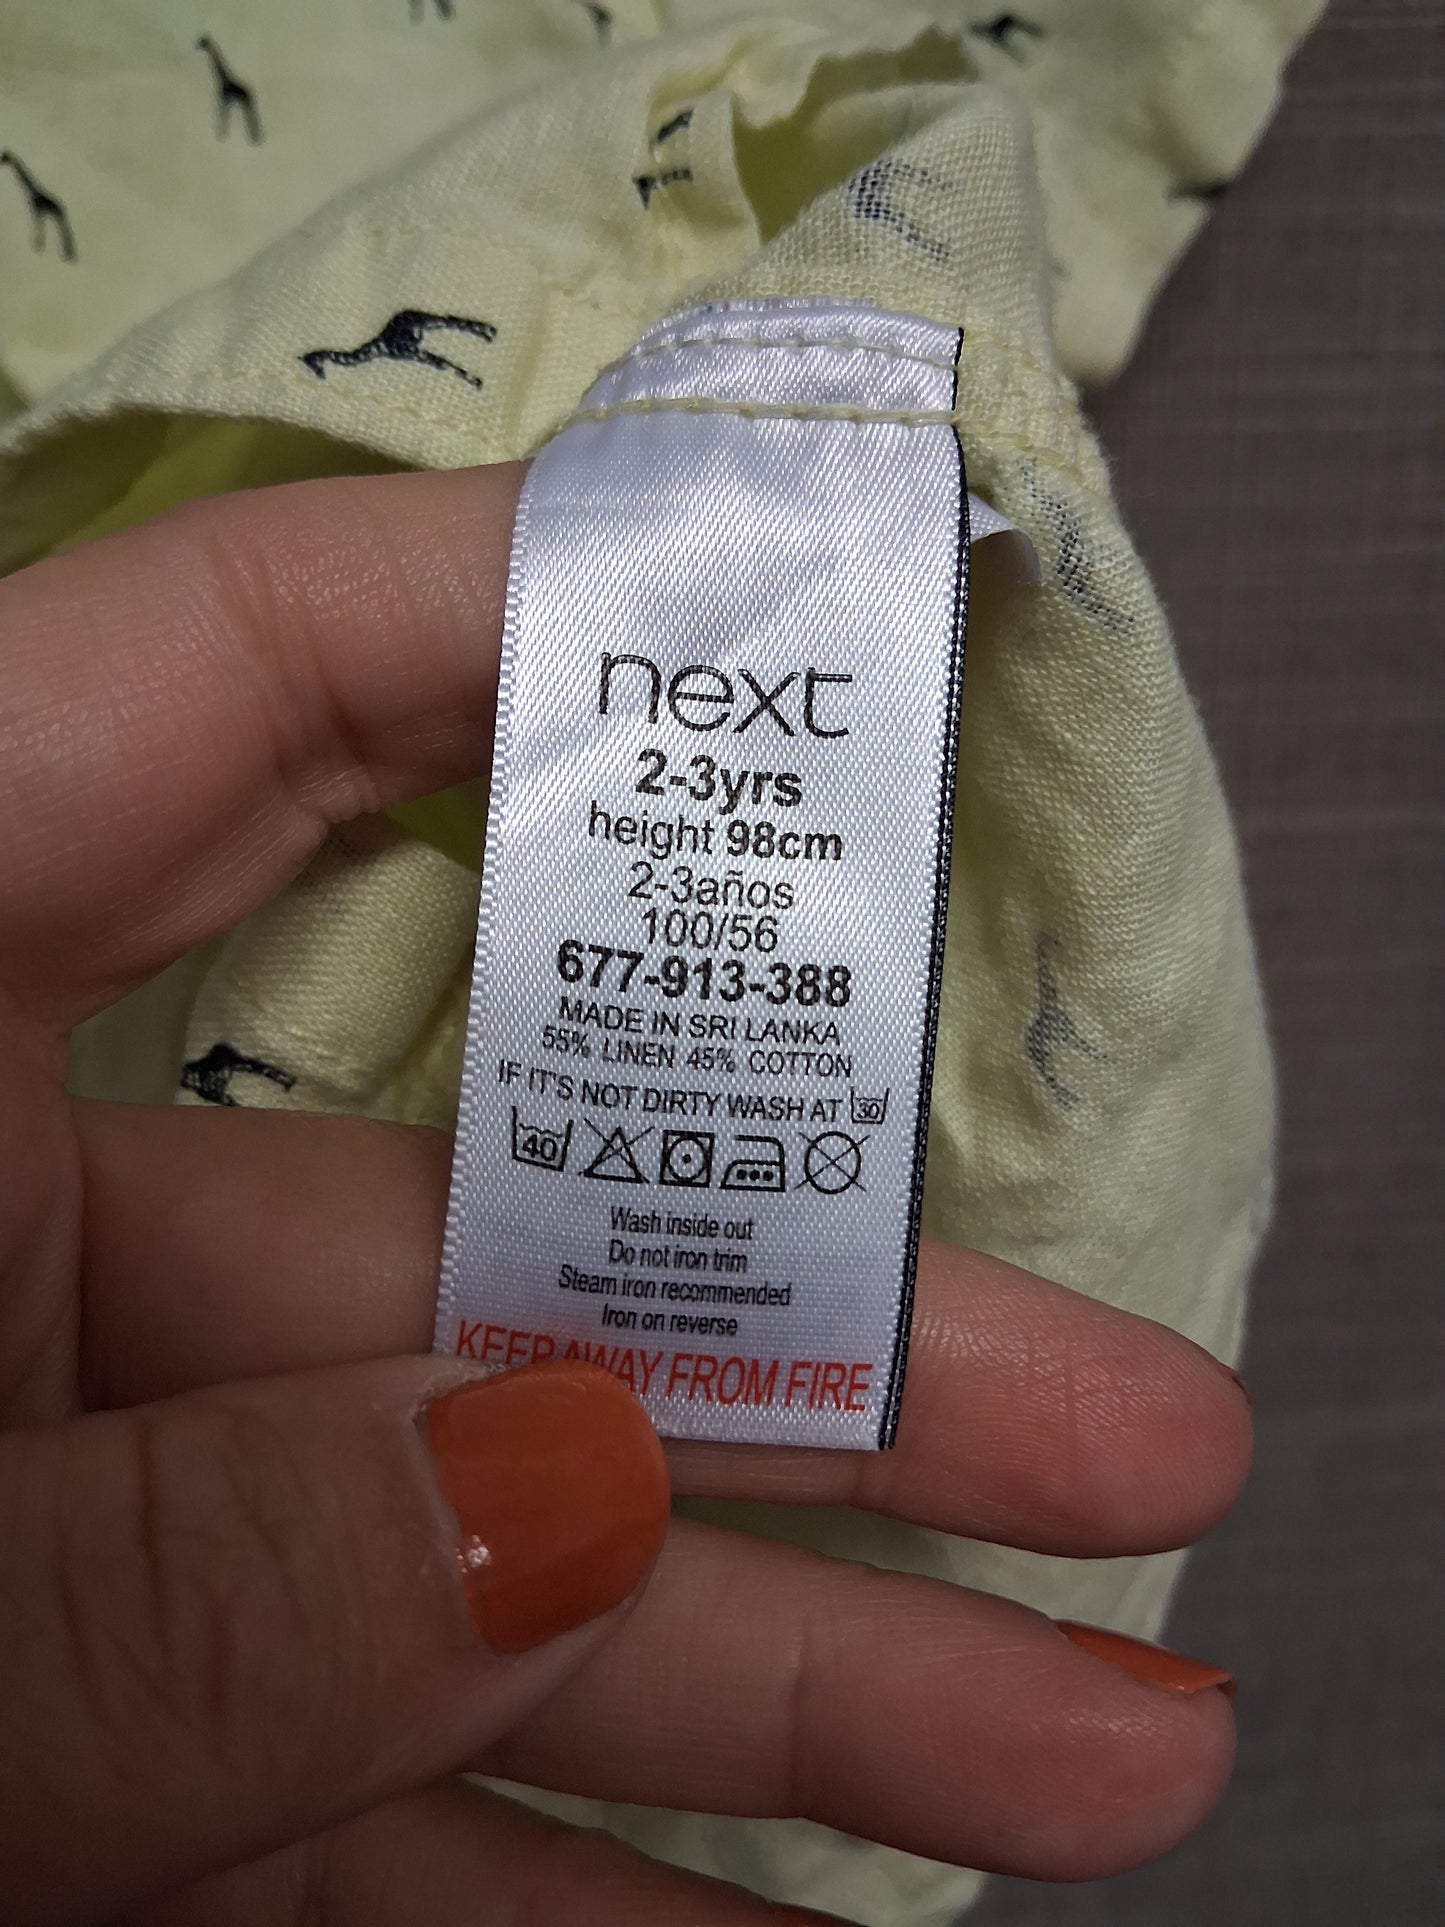 next
2-3yrs
height 98cm
2-3años
100/56
677-913-388
MADE IN SRI LANKA
55% LINEN 45% COTTON
IF IT'S NOT DIRTY WASH AT 30
40
Wash inside out
Do not iron trim
Steam iron recommended
Iron on reverse
KEEP AWAY FROM FIRE